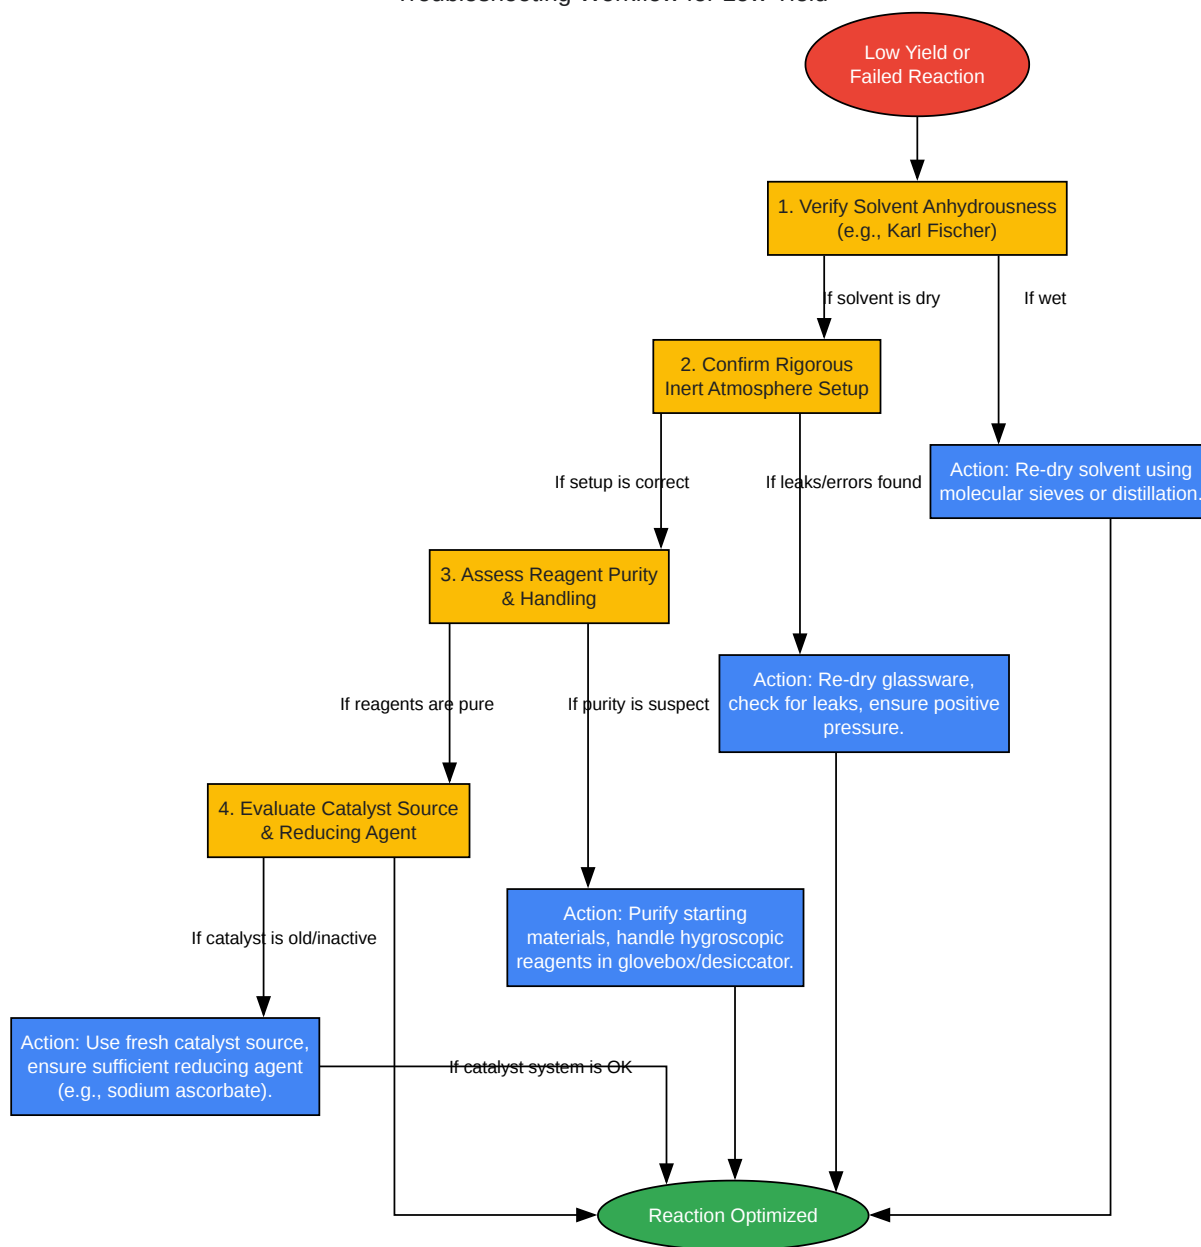 Troubleshooting Workflow for Low Yield
Low Yield or
Failed Reaction
1. Verify Solvent Anhydrousness
(e.g., Karl Fischer)
If solvent is dry
If wet
2. Confirm Rigorous
Inert Atmosphere Setup
Action: Re-dry solvent using
molecular sieves or distillation.
If setup is correct
If leaks/errors found
3. Assess Reagent Purity
& Handling
Action: Re-dry glassware,
check for leaks, ensure positive
pressure.
If reagents are pure
If purity is suspect
4. Evaluate Catalyst Source
& Reducing Agent
Action: Purify starting
materials, handle hygroscopic
reagents in glovebox/desiccator.
If catalyst is old/inactive
Action: Use fresh catalyst source,
ensure sufficient reducing agent
(e.g., sodium ascorbate).
If catalyst system is OK
Reaction Optimized